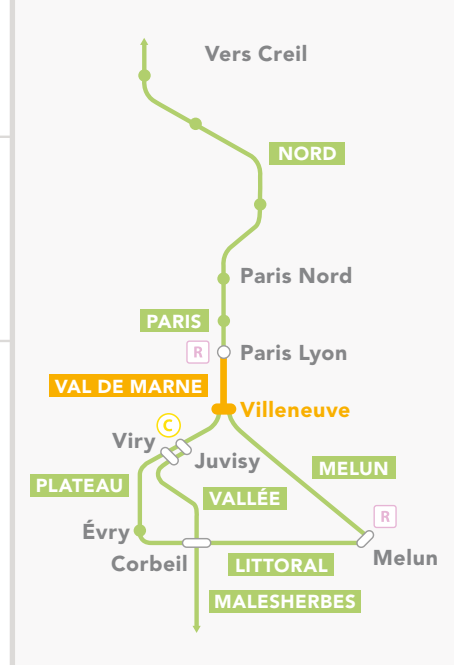 Vers Creil
NORD
Paris Nord
PARIS
R
Paris Lyon
VAL DE MARNE
Villeneuve
C
Viry
Juvisy
MELUN
PLATEAU
VALLÉE
R
Évry
Corbeil
LITTORAL
Melun
MALESHERBES